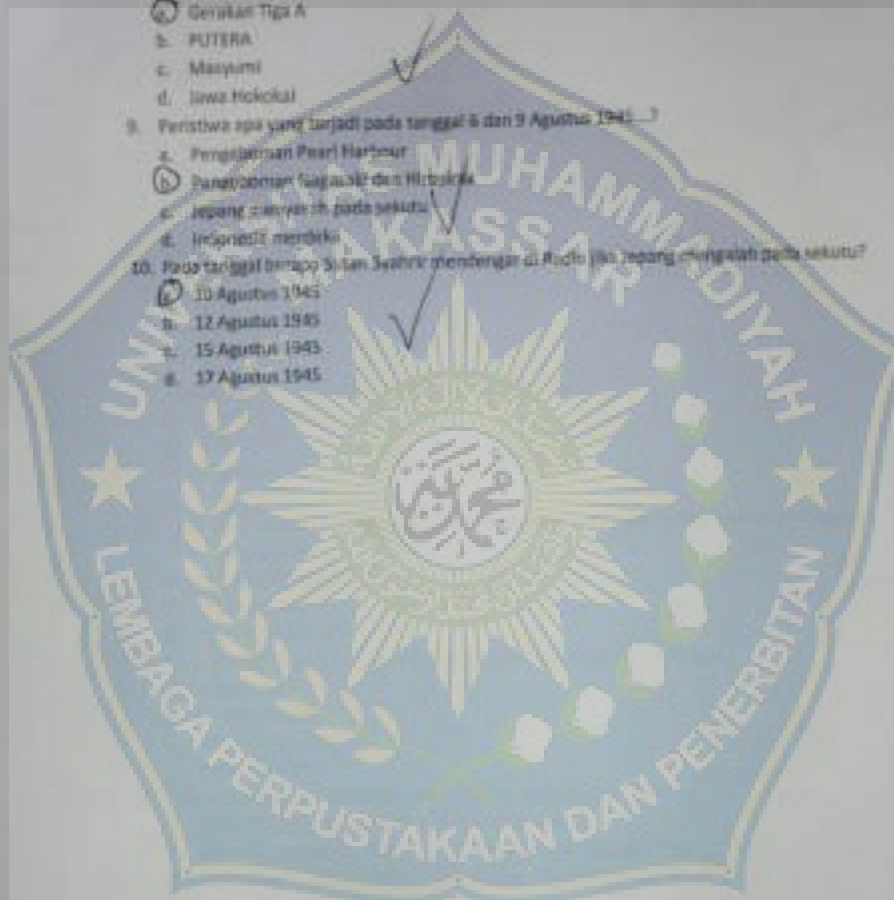 a. Gerakan Tiga A
b. PUTERA
c. Masyumi
d. Jawa Hokokai
9. Peristiwa apa yang terjadi pada tanggal 6 dan 9 Agustus 1945...?
a. Pengeboman Pearl Harbour
b. Pengeboman Nagasaki dan Hiroshima
c. Jepang menyerah pada sekutu
d. Indonesia merdeka
10. Pada tanggal berapa Sutan Syahrir mendengar di Radio jika Jepang mengalah pada sekutu?
a. 10 Agustus 1945
b. 12 Agustus 1945
c. 15 Agustus 1945
d. 17 Agustus 1945
UNIVERSITAS MUHAMMADIYAH
MAKASSAR
محمد
LEMBAGA PERPUSTAKAAN DAN PENERBITAN